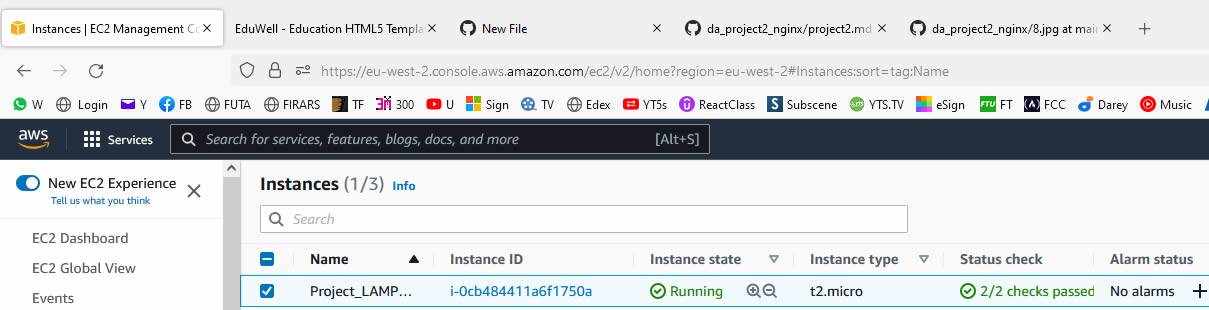 Instances | EC2 Management Co
EduWell - Education HTML5 Templa
New File
da_project2_nginx/project2.md
da_project2_nginx/8.jpg at main
https://eu-west-2.console.aws.amazon.com/ec2/v2/home?region=eu-west-2#Instances:sort=tag:Name
W Login Y FB FUTA FIRARS TF 300 U Sign TV Edex YT5s ReactClass Subscene YTS.TV eSign FT FCC Darey Music
aws Services Search for services, features, blogs, docs, and more [Alt+S]
New EC2 Experience
Tell us what you think
EC2 Dashboard
EC2 Global View
Events
Instances (1/3) Info
Search
Name Instance ID Instance state Instance type Status check Alarm status
Project_LAMP... i-0cb484411a6f1750a Running t2.micro 2/2 checks passed No alarms